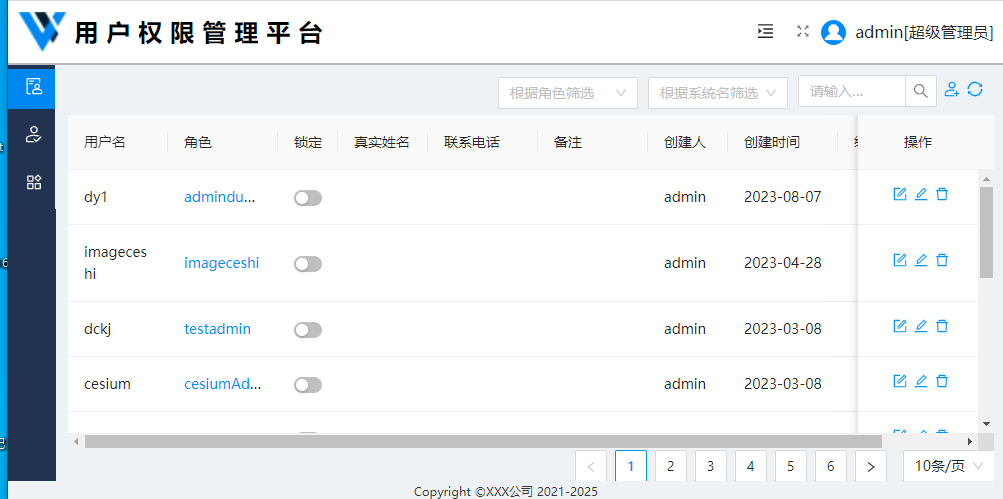 用户权限管理平台
admin[超级管理员]
根据角色筛选 根据系统名筛选 请输入...
用户名 角色 锁定 真实姓名 联系电话 备注 创建人 创建时间 操作
dy1 admindu... admin 2023-08-07
imageces
hi imageceshi admin 2023-04-28
dckj testadmin admin 2023-03-08
cesium cesiumAd... admin 2023-03-08
< 1 2 3 4 5 6 > 10条/页
Copyright ©XXX公司 2021-2025